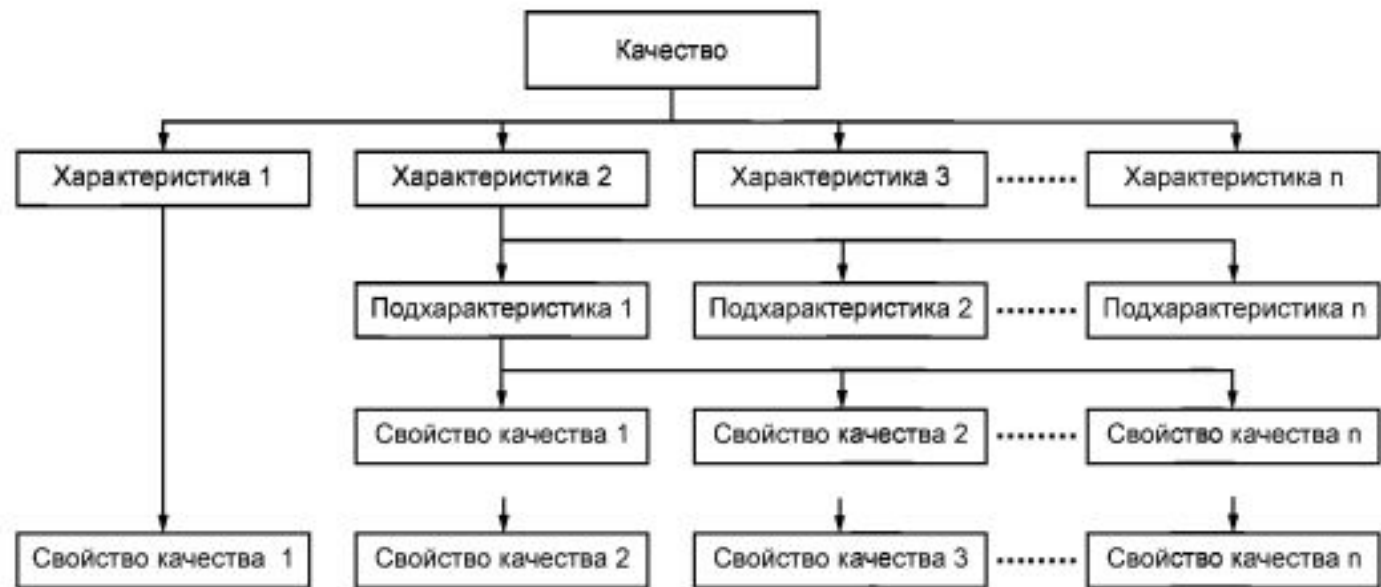 Качество
Характеристика 1
Характеристика 2
Характеристика 3
Характеристика n
Подхарактеристика 1
Подхарактеристика 2
Подхарактеристика n
Свойство качества 1
Свойство качества 2
Свойство качества n
Свойство качества 1
Свойство качества 2
Свойство качества 3
Свойство качества n